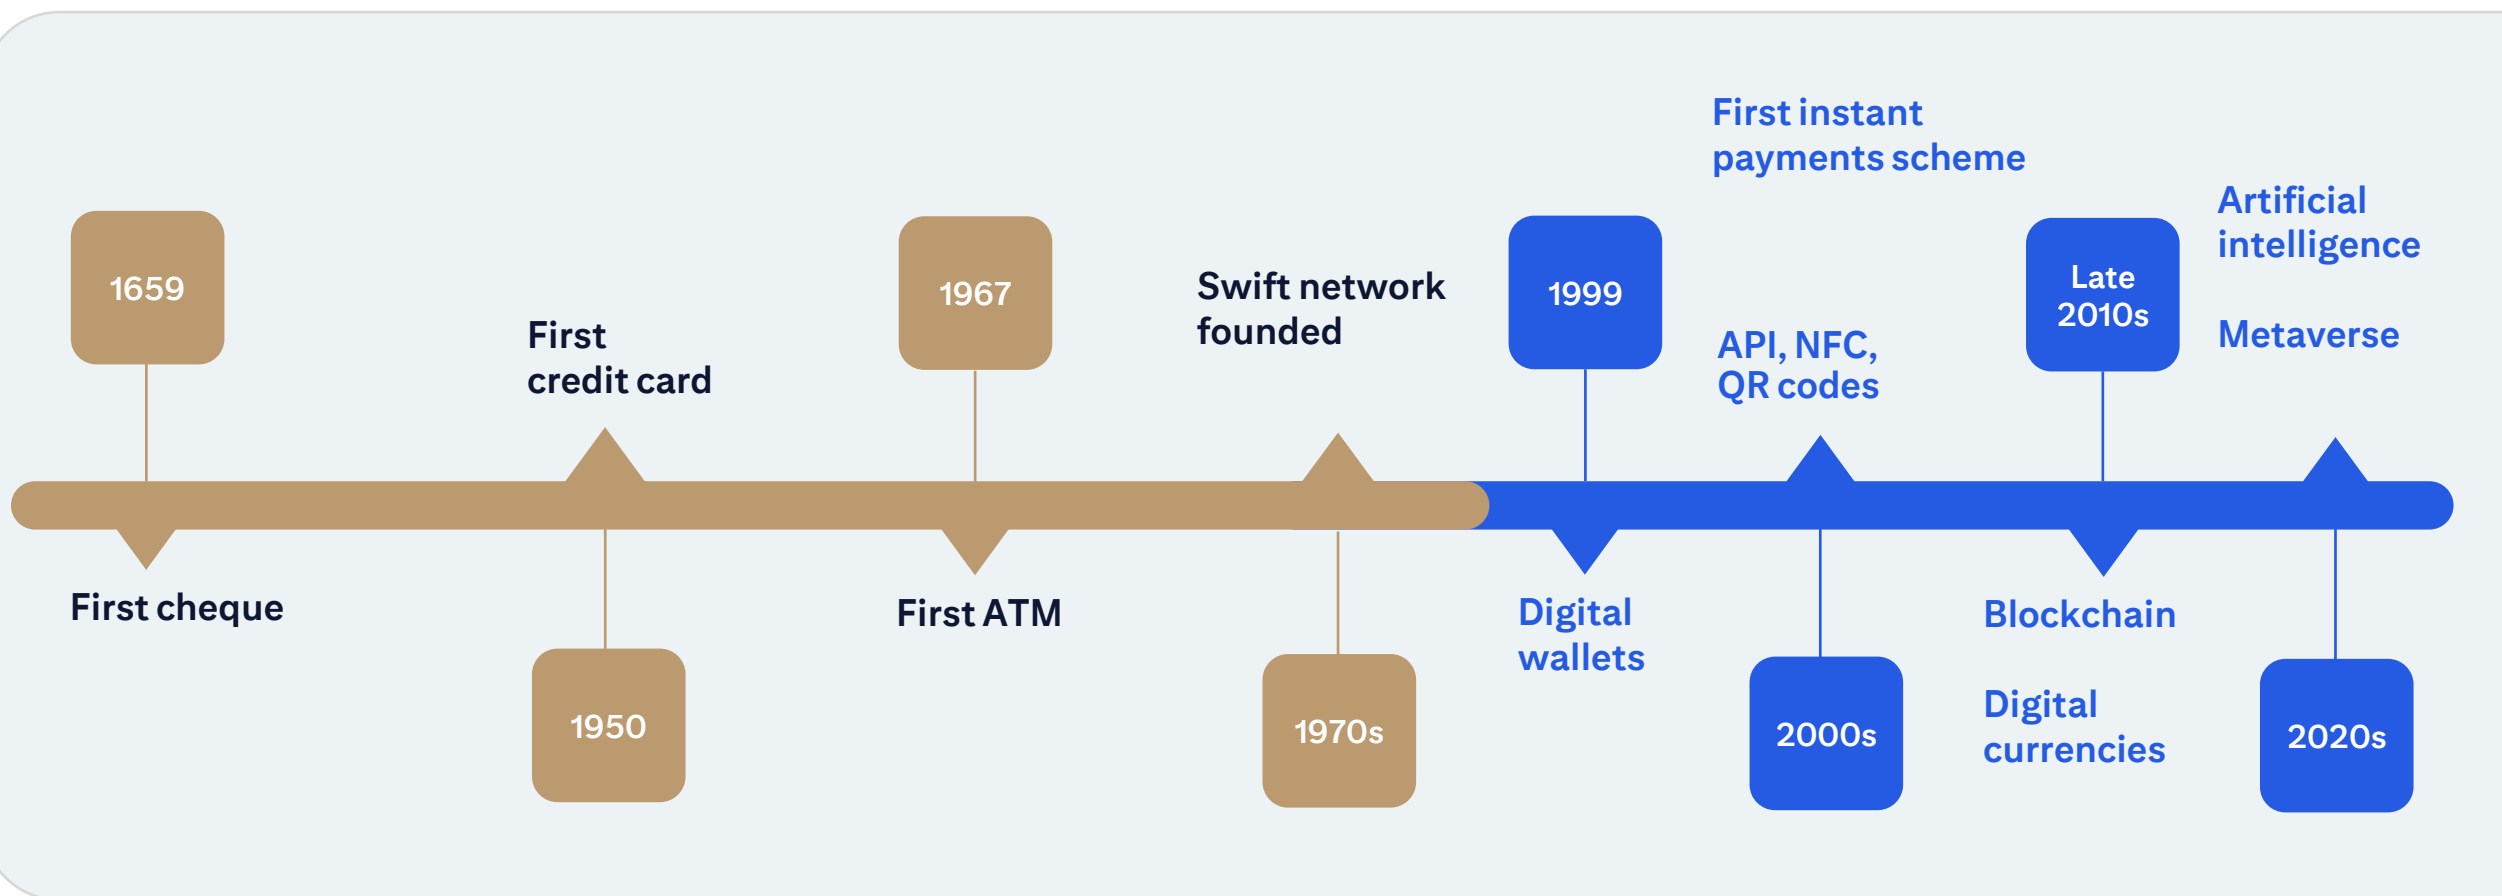 1659
First cheque
First
credit card
1950
1967
First ATM
Swift network
founded
1970s
1999
Digital
wallets
First instant
payments scheme
API, NFC,
QR codes
2000s
Late
2010s
Blockchain
Digital
currencies
Artificial
intelligence
Metaverse
2020s